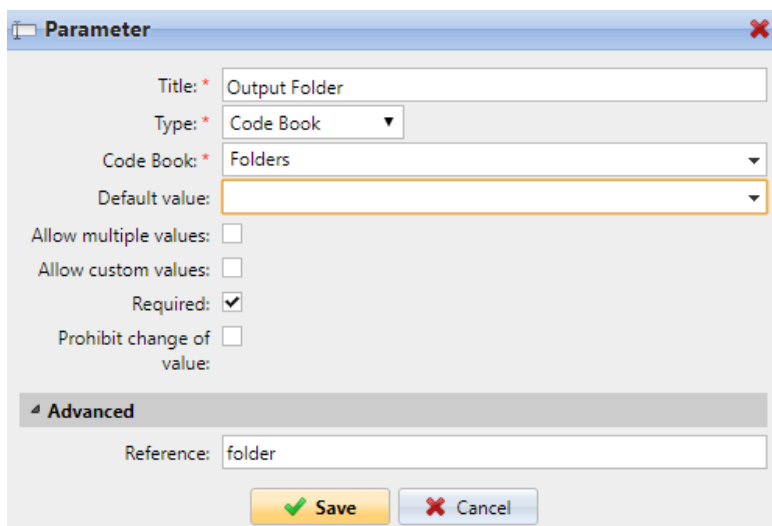 Parameter
Title: * Output Folder
Type: * Code Book
Code Book: * Folders
Default value:
Allow multiple values:
Allow custom values:
Required:
Prohibit change of
value:
Advanced
Reference: folder
Save Cancel